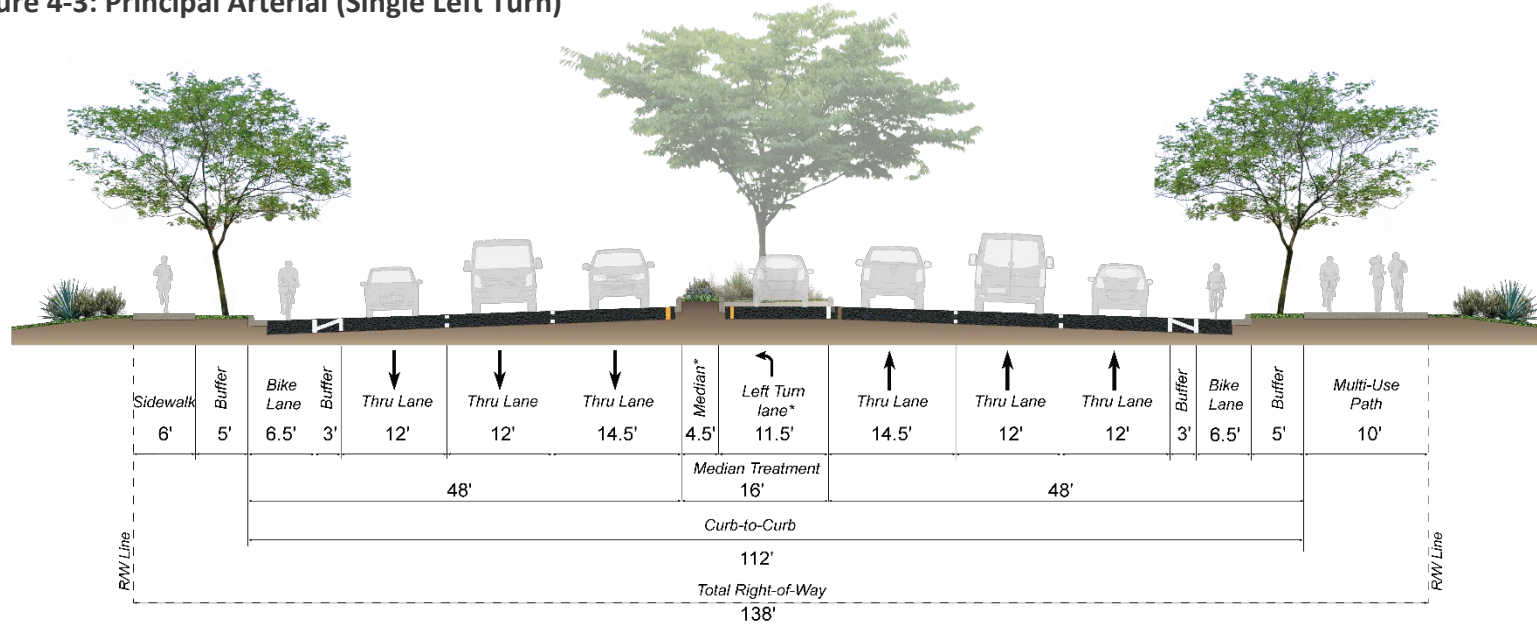 ure 4-3: Principal Arterial (Single Left Turn)
Sidewalk
6'
Buffer
5'
Bike
Lane
6.5'
Buffer
3'
Thru Lane
12'
Thru Lane
12'
Thru Lane
14.5'
Median*
4.5'
Left Turn
lane*
11.5'
Thru Lane
14.5'
Thru Lane
12'
Thru Lane
12'
Buffer
3'
Bike
Lane
6.5'
Buffer
5'
Multi-Use
Path
10'
48'
Median Treatment
16'
48'
Curb-to-Curb
112'
R/W Line
Total Right-of-Way
138'
R/W Line